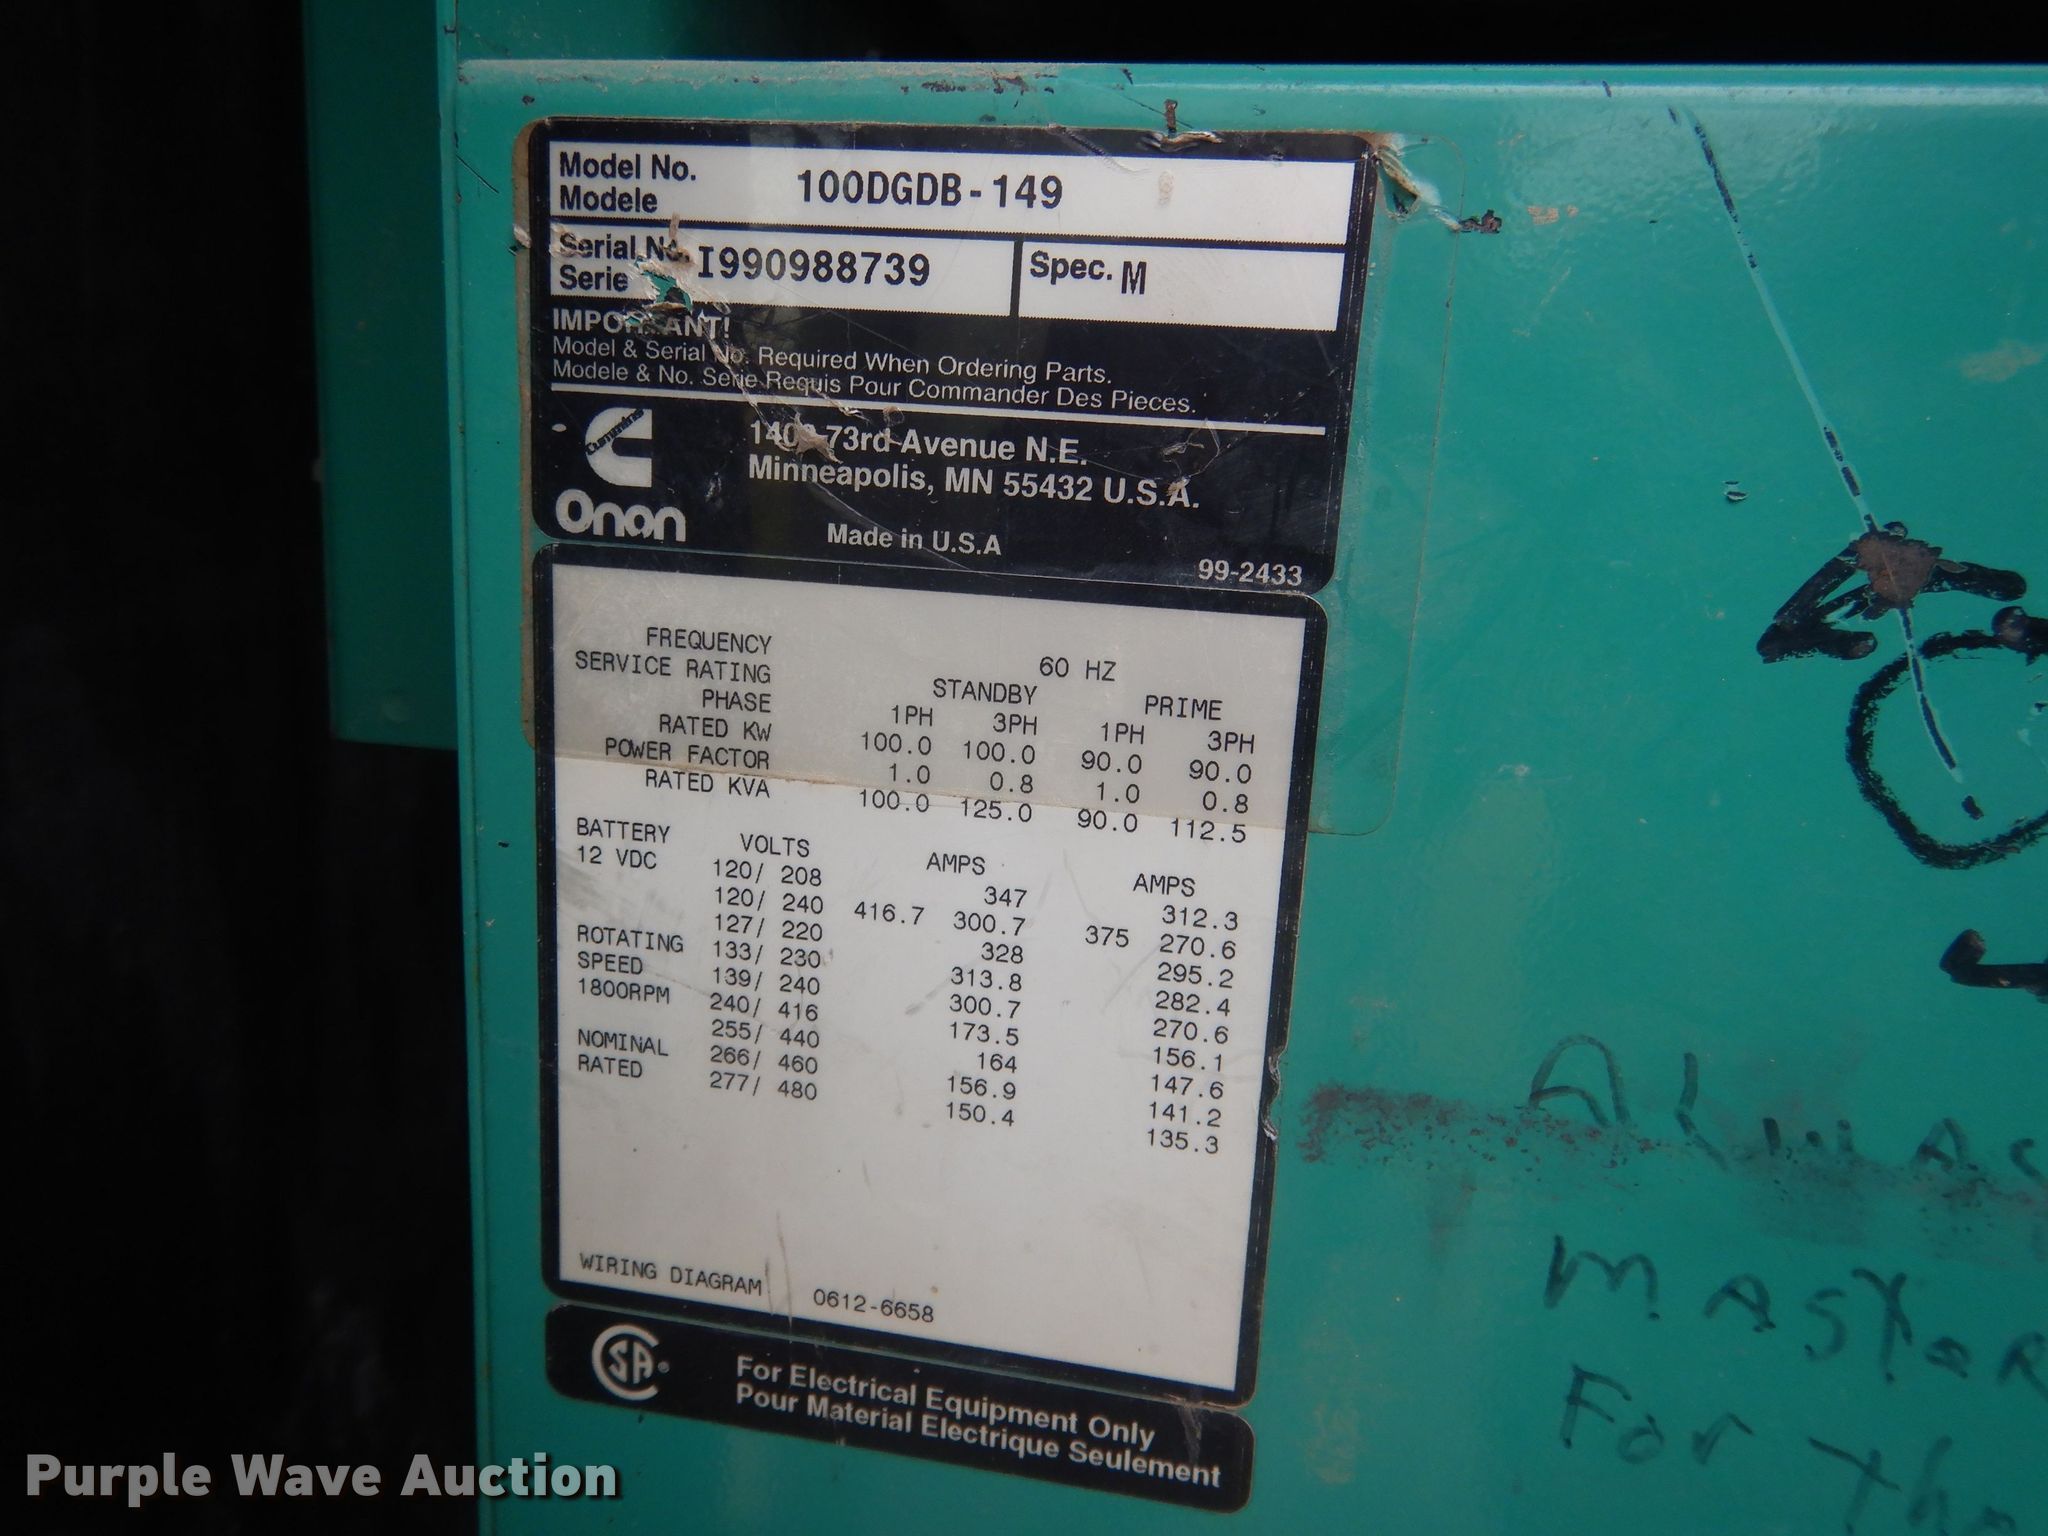 Model No. 100DGDB-149
Modele
Serial No. I990988739 Spec. M
Serie
IMPORTANT!
Model & Serial No. Required When Ordering Parts.
Modele & No. Serie Requis Pour Commander Des Pieces.
Cummins
Onan
1400 73rd Avenue N.E.
Minneapolis, MN 55432 U.S.A.
Made in U.S.A
99-2433
FREQUENCY 60 HZ
SERVICE RATING STANDBY PRIME
PHASE 1PH 3PH 1PH 3PH
RATED KW 100.0 100.0 90.0 90.0
POWER FACTOR 1.0 0.8 1.0 0.8
RATED KVA 100.0 125.0 90.0 112.5
BATTERY VOLTS AMPS AMPS
12 VDC 120/ 208 347 312.3
120/ 240 416.7 300.7 375 270.6
127/ 220 328 295.2
ROTATING 133/ 230 313.8 282.4
SPEED 139/ 240 300.7 270.6
1800RPM 240/ 416 173.5 156.1
255/ 440 164 147.6
NOMINAL 266/ 460 156.9 141.2
RATED 277/ 480 150.4 135.3
WIRING DIAGRAM 0612-6658
CSA
For Electrical Equipment Only
Pour Material Electrique Seulement
For the
Purple Wave Auction